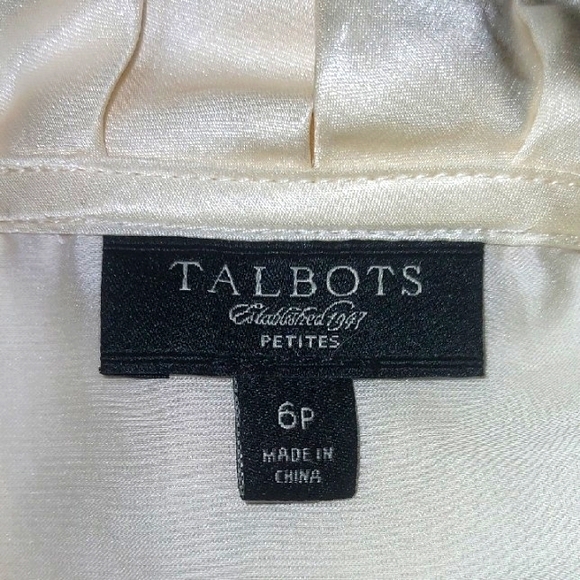 TALBOTS
Established 1947
PETITES
6P
MADE IN
CHINA